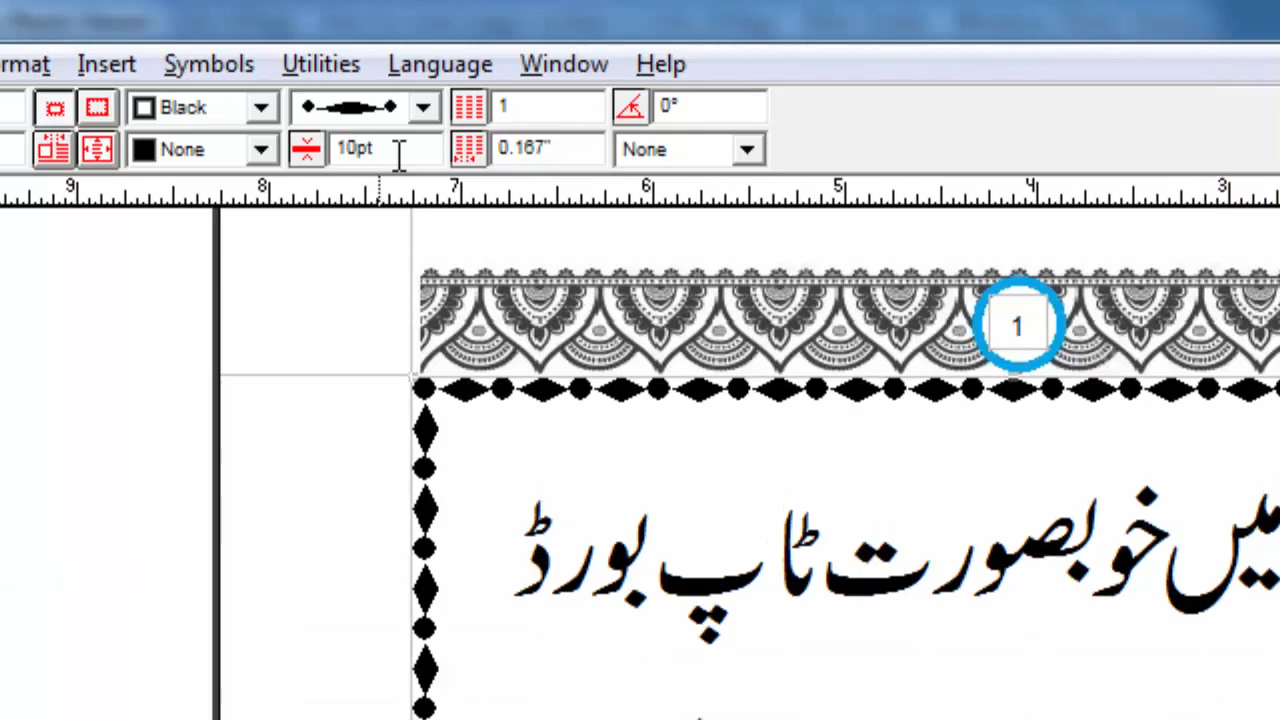 rmat Insert Symbols Utilities Language Window Help
Black 1 0°
None 10pt 0.167" None
9 8 7 6 5 4 3
1
میں خوبصورت ٹاپ بورڈ